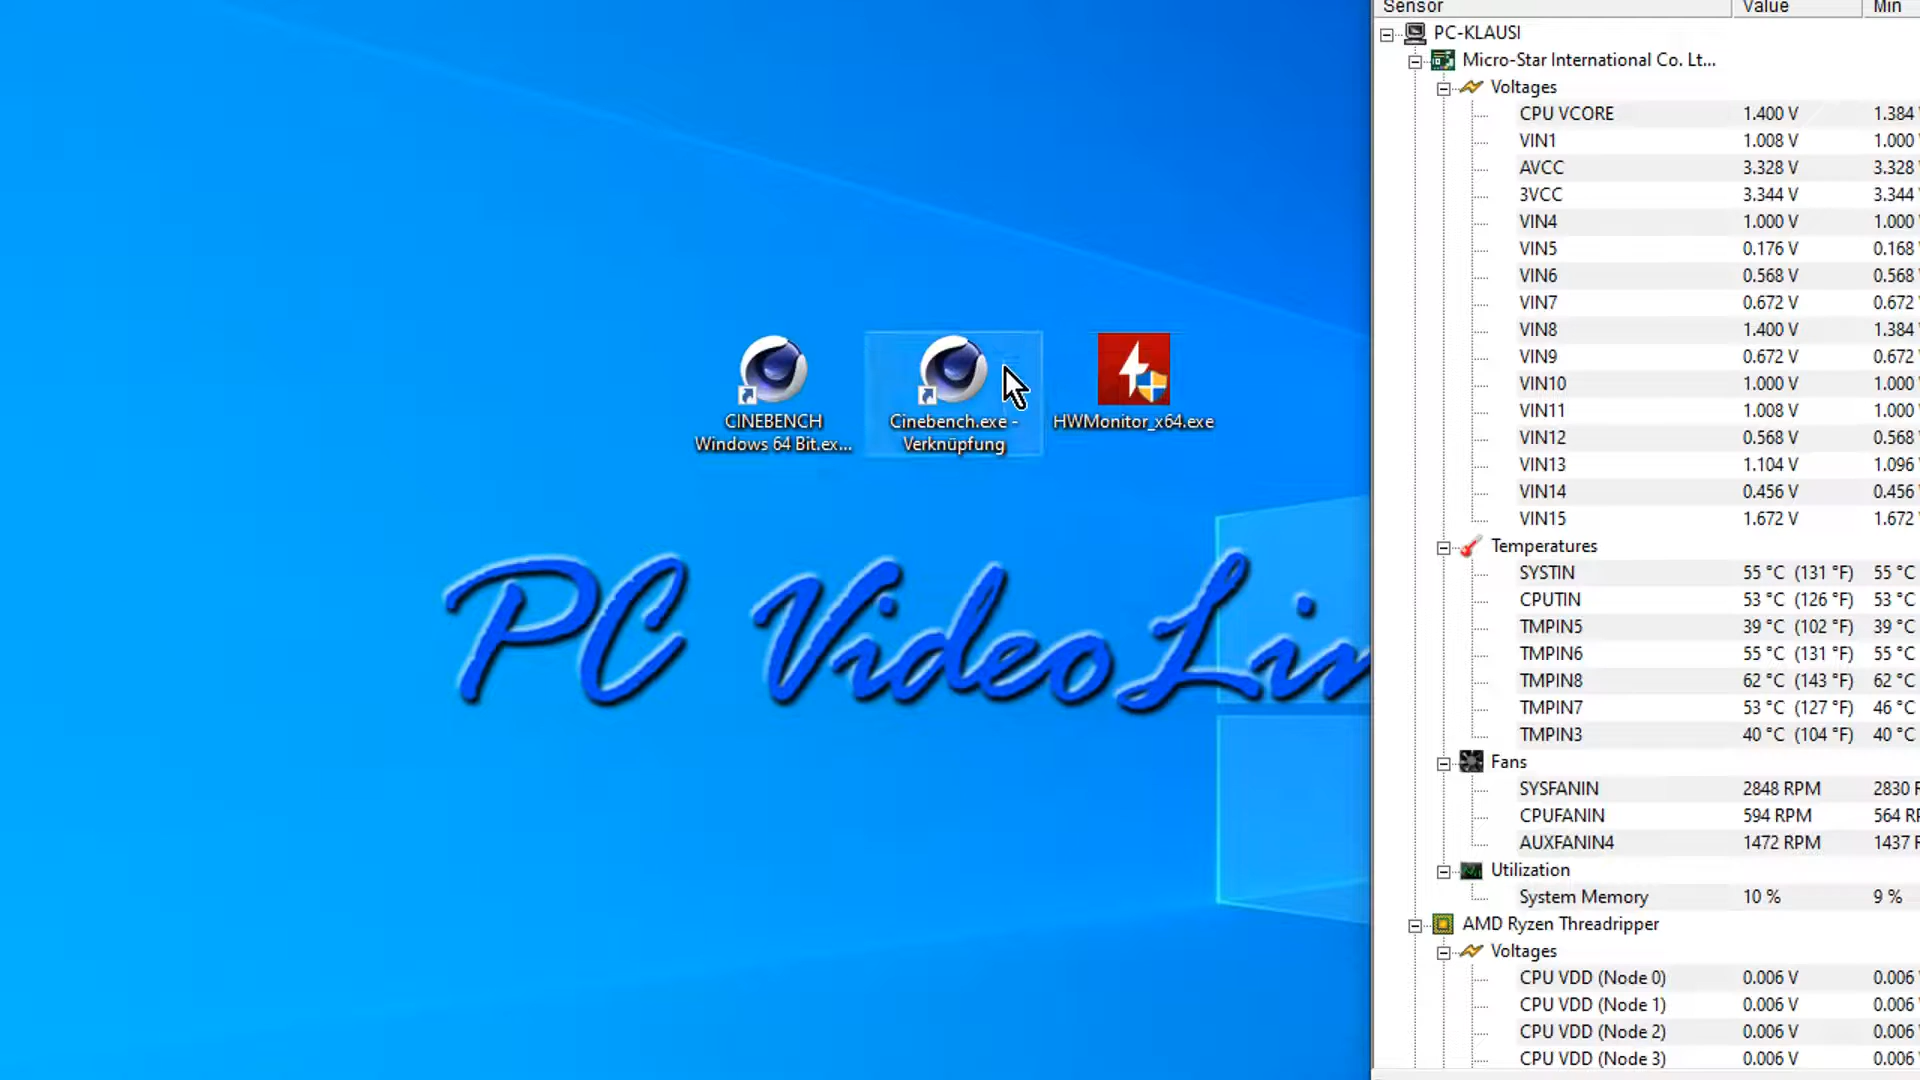 Sensor Value Min
PC-KLAUSI
Micro-Star International Co. Lt...
Voltages
CPU VCORE 1.400 V 1.384
VIN1 1.008 V 1.000
AVCC 3.328 V 3.328
3VCC 3.344 V 3.344
VIN4 1.000 V 1.000
VIN5 0.176 V 0.168
VIN6 0.568 V 0.568
VIN7 0.672 V 0.672
VIN8 1.400 V 1.384
VIN9 0.672 V 0.672
VIN10 1.000 V 1.000
VIN11 1.008 V 1.000
VIN12 0.568 V 0.568
VIN13 1.104 V 1.096
VIN14 0.456 V 0.456
VIN15 1.672 V 1.672
Temperatures
SYSTIN 55 °C (131 °F) 55 °C
CPUTIN 53 °C (126 °F) 53 °C
TMPIN5 39 °C (102 °F) 39 °C
TMPIN6 55 °C (131 °F) 55 °C
TMPIN8 62 °C (143 °F) 62 °C
TMPIN7 53 °C (127 °F) 46 °C
TMPIN3 40 °C (104 °F) 40 °C
Fans
SYSFANIN 2848 RPM 2830
CPUFANIN 594 RPM 564
AUXFANIN4 1472 RPM 1437
Utilization
System Memory 10 % 9 %
AMD Ryzen Threadripper
Voltages
CPU VDD (Node 0) 0.006 V 0.006
CPU VDD (Node 1) 0.006 V 0.006
CPU VDD (Node 2) 0.006 V 0.006
CPU VDD (Node 3) 0.006 V 0.006
CINEBENCH
Windows 64 Bit.ex...
Cinebench.exe -
Verknüpfung
HWMonitor_x64.exe
PC VideoLin